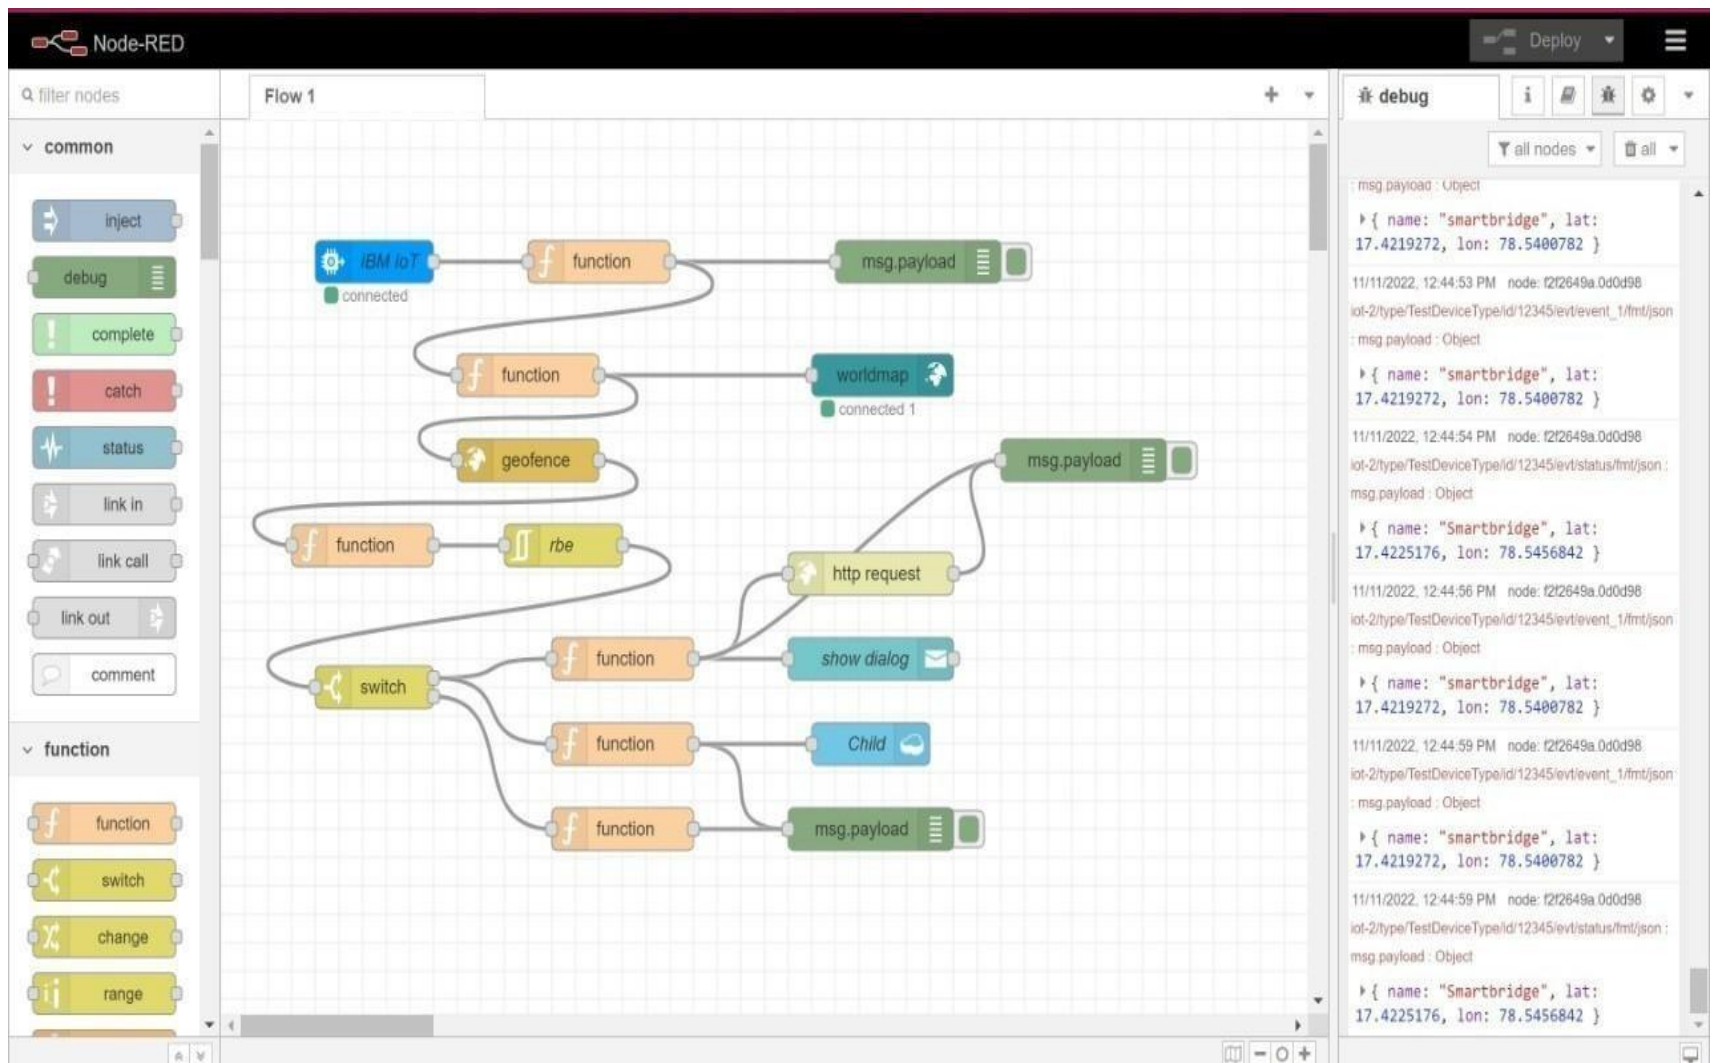 Node-RED
Deploy
filter nodes
Flow 1
debug
all nodes
all
common
inject
debug
complete
catch
status
link in
link call
link out
comment
function
function
switch
change
range
IBM IoT
connected
function
msg.payload
function
worldmap
connected 1
geofence
msg.payload
function
rbe
http request
switch
function
show dialog
function
Child
function
msg.payload
: msg.payload : Object
{ name: "smartbridge", lat:
17.4219272, lon: 78.5400782 }
11/11/2022, 12:44:53 PM node: f2f2649a.0d0d98
iot-2/type/TestDeviceType/id/12345/evt/event_1/fmt/json
: msg.payload : Object
{ name: "smartbridge", lat:
17.4219272, lon: 78.5400782 }
11/11/2022, 12:44:54 PM node: f2f2649a.0d0d98
iot-2/type/TestDeviceType/id/12345/evt/status/fmt/json :
msg.payload : Object
{ name: "Smartbridge", lat:
17.4225176, lon: 78.5456842 }
11/11/2022, 12:44:56 PM node: f2f2649a.0d0d98
iot-2/type/TestDeviceType/id/12345/evt/event_1/fmt/json
: msg.payload : Object
{ name: "smartbridge", lat:
17.4219272, lon: 78.5400782 }
11/11/2022, 12:44:59 PM node: f2f2649a.0d0d98
iot-2/type/TestDeviceType/id/12345/evt/event_1/fmt/json
: msg.payload : Object
{ name: "smartbridge", lat:
17.4219272, lon: 78.5400782 }
11/11/2022, 12:44:59 PM node: f2f2649a.0d0d98
iot-2/type/TestDeviceType/id/12345/evt/status/fmt/json :
msg.payload : Object
{ name: "Smartbridge", lat:
17.4225176, lon: 78.5456842 }